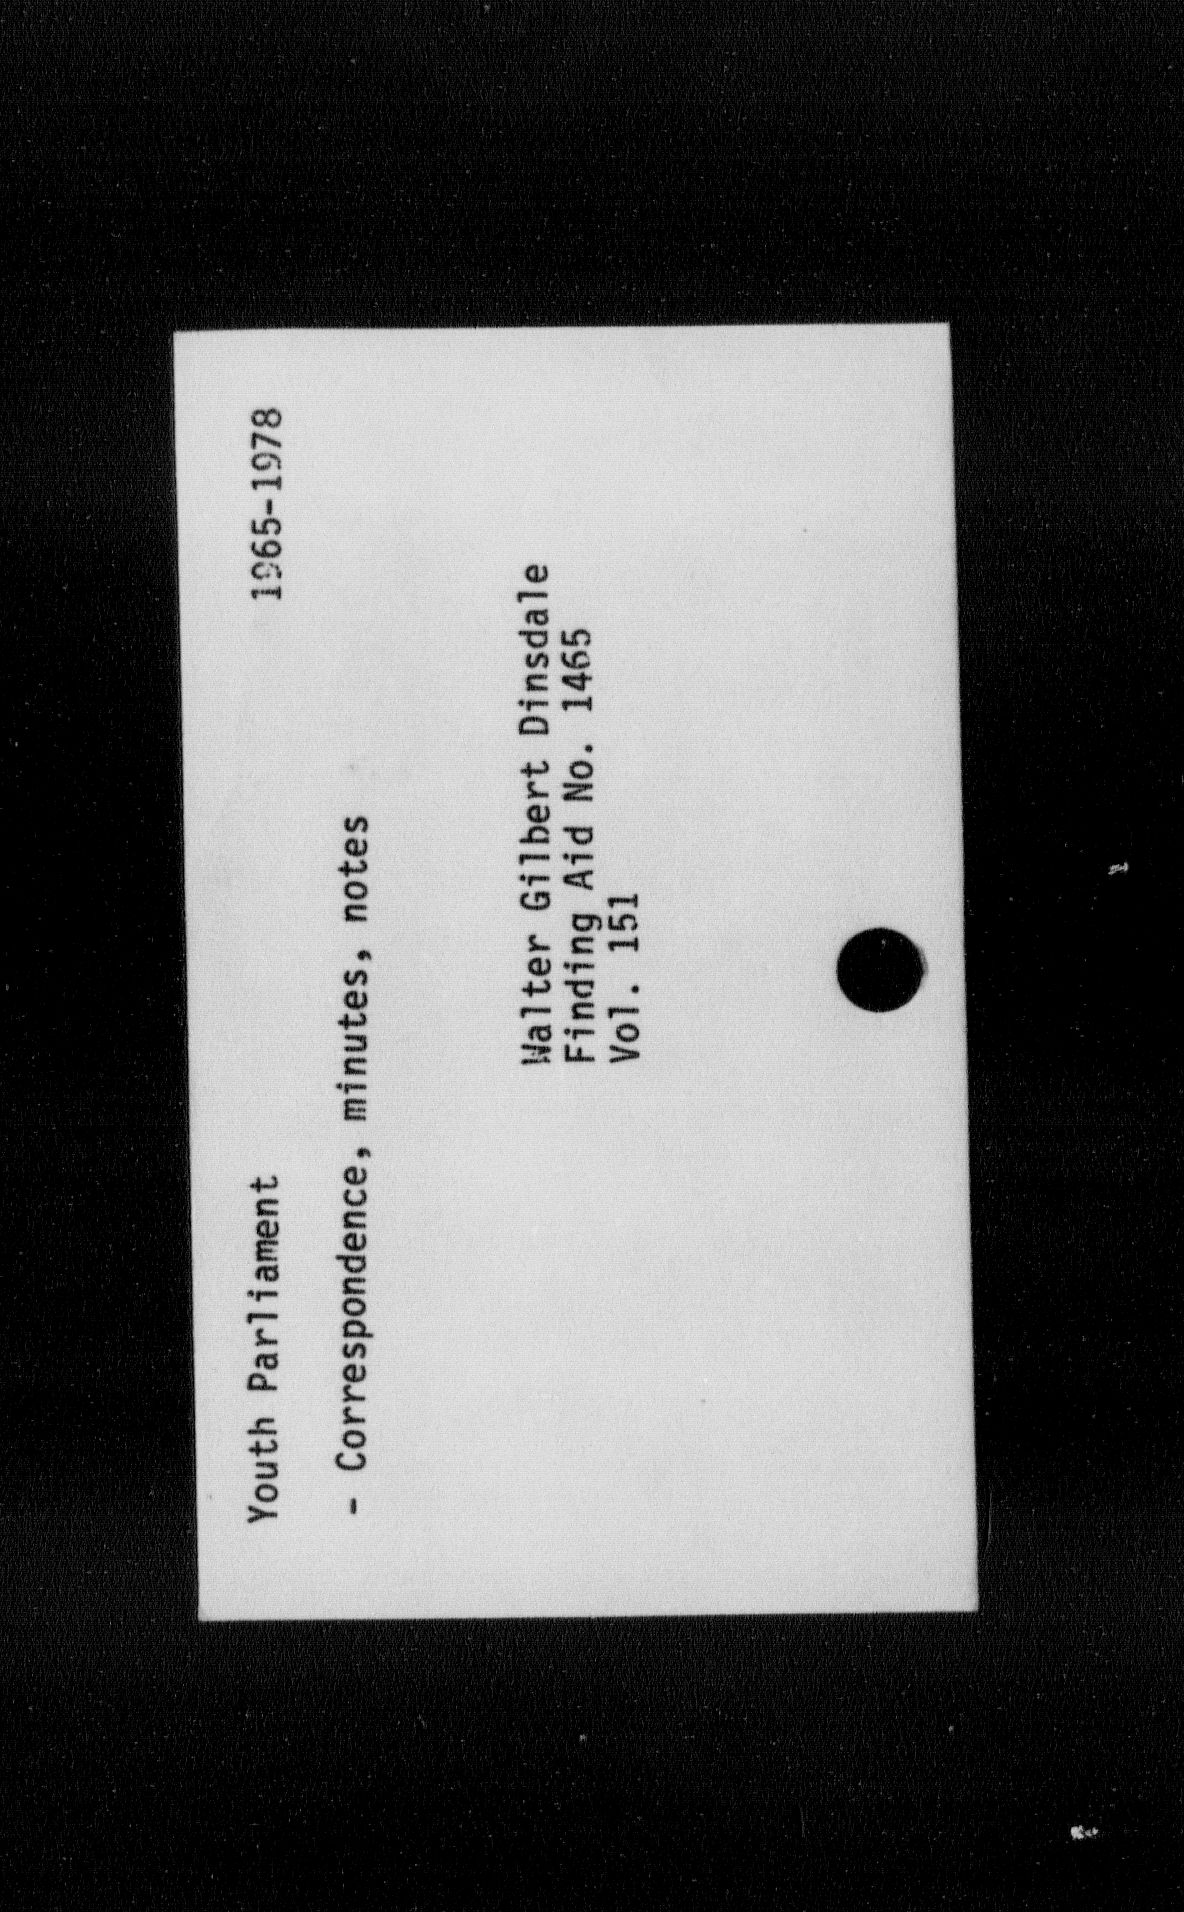 Youth Parliament 1965-1978
- Correspondence, minutes, notes
Walter Gilbert Dinsdale
Finding Aid No. 1465
Vol. 151